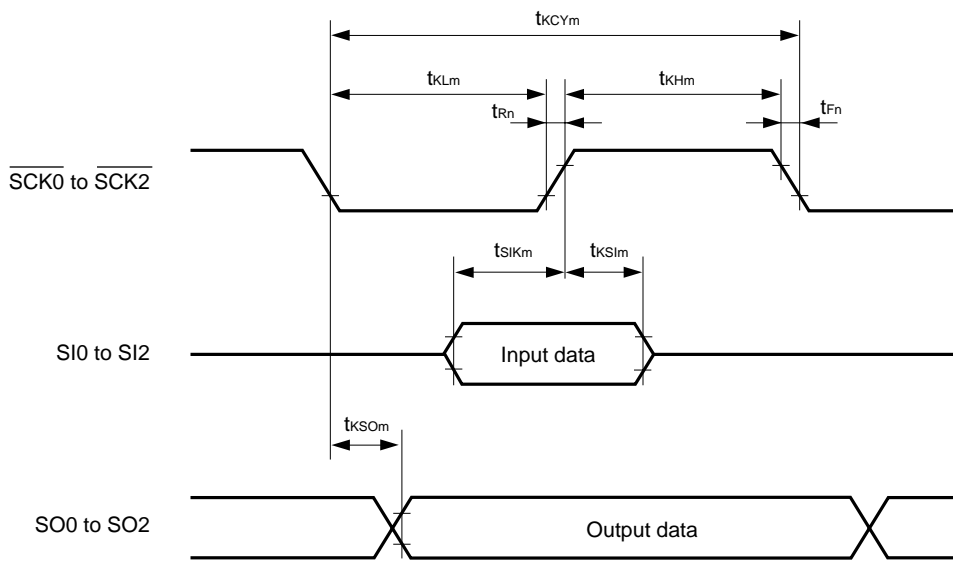 tKCYm
tKLm
tKHm
tRn
tFn
SCK0 to SCK2
tSIKm
tKSIm
SI0 to SI2
Input data
tKSOm
SO0 to SO2
Output data